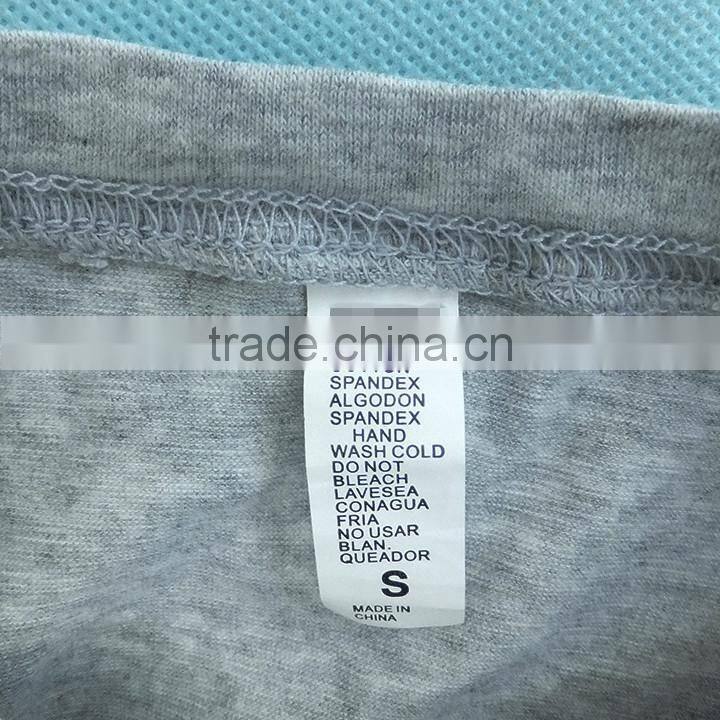 trade.china.cn
SPANDEX
ALGODON
SPANDEX
HAND
WASH COLD
DO NOT
BLEACH
LAVESEA
CONAGUA
FRIA
NO USAR
BLAN.
QUEADOR
S
MADE IN
CHINA